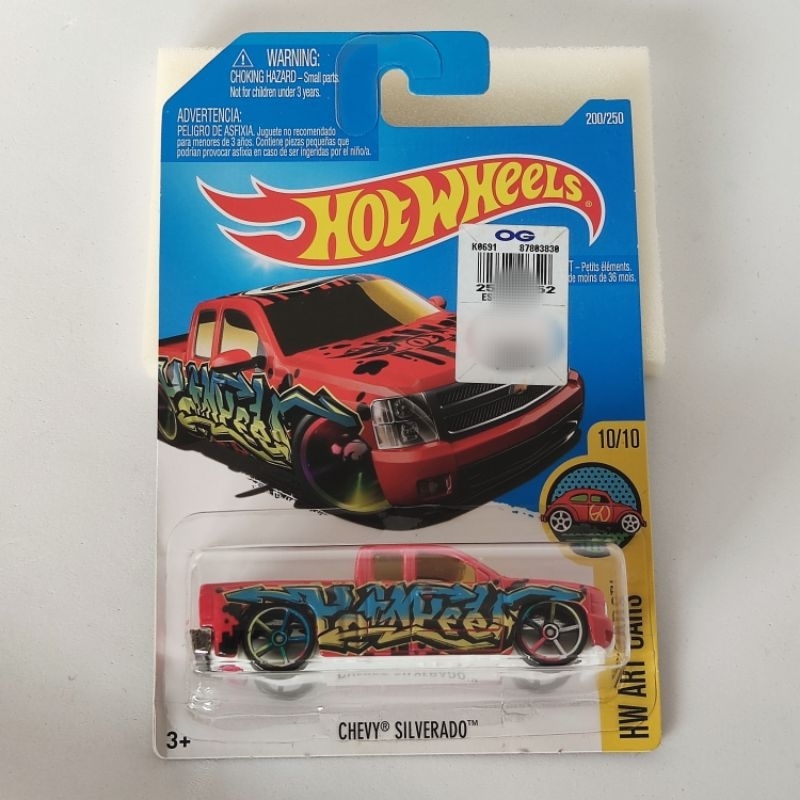 WARNING:
CHOKING HAZARD – Small parts.
Not for children under 3 years.
ADVERTENCIA:
PELIGRO DE ASFIXIA. Juguete no recomendado
para menores de 3 años. Contiene piezas pequeñas que
podrían provocar asfixia en caso de ser ingeridas por el niño/a.
200/250
HOT WHEELS®
OG
K0691 87803830
– Petits éléments.
de moins de 36 mois.
10/10
HW ART CARS
CHEVY® SILVERADO™
3+